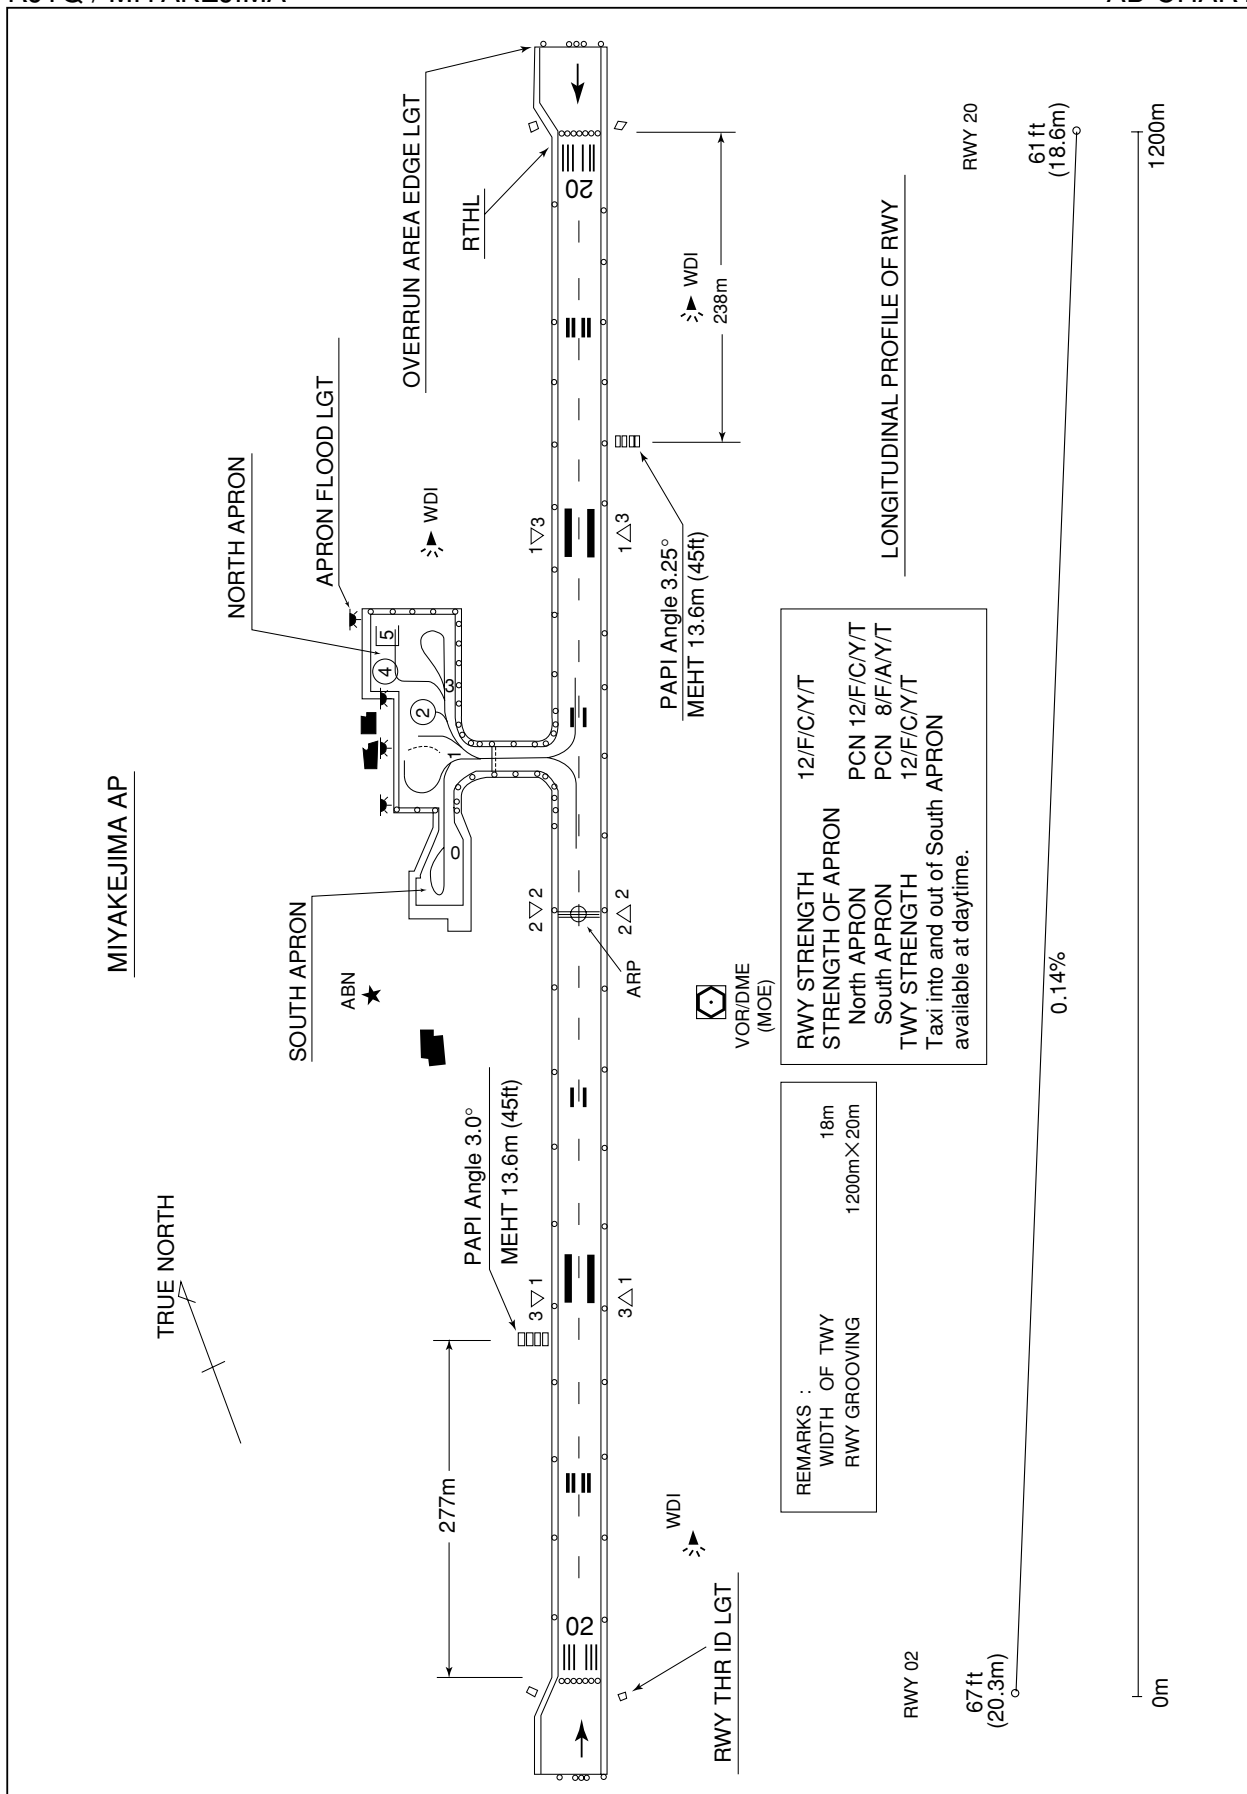 MIYAKEJIMA AP
TRUE NORTH
SOUTH APRON
ABN
NORTH APRON
APRON FLOOD LGT
OVERRUN AREA EDGE LGT
RTHL
WDI
5
4
3
2
1
0
277m
PAPI Angle 3.0°
MEHT 13.6m (45ft)
3 1
2 2
1 3
02
20
3 1
2 2
1 3
ARP
RWY THR ID LGT
WDI
VOR/DME
(MOE)
PAPI Angle 3.25°
MEHT 13.6m (45ft)
WDI
238m
REMARKS :
WIDTH OF TWY 18m
RWY GROOVING 1200m×20m
RWY STRENGTH 12/F/C/Y/T
STRENGTH OF APRON
North APRON PCN 12/F/C/Y/T
South APRON PCN 8/F/A/Y/T
TWY STRENGTH 12/F/C/Y/T
Taxi into and out of South APRON
available at daytime.
LONGITUDINAL PROFILE OF RWY
RWY 02
RWY 20
67ft
(20.3m)
0.14%
61ft
(18.6m)
0m
1200m